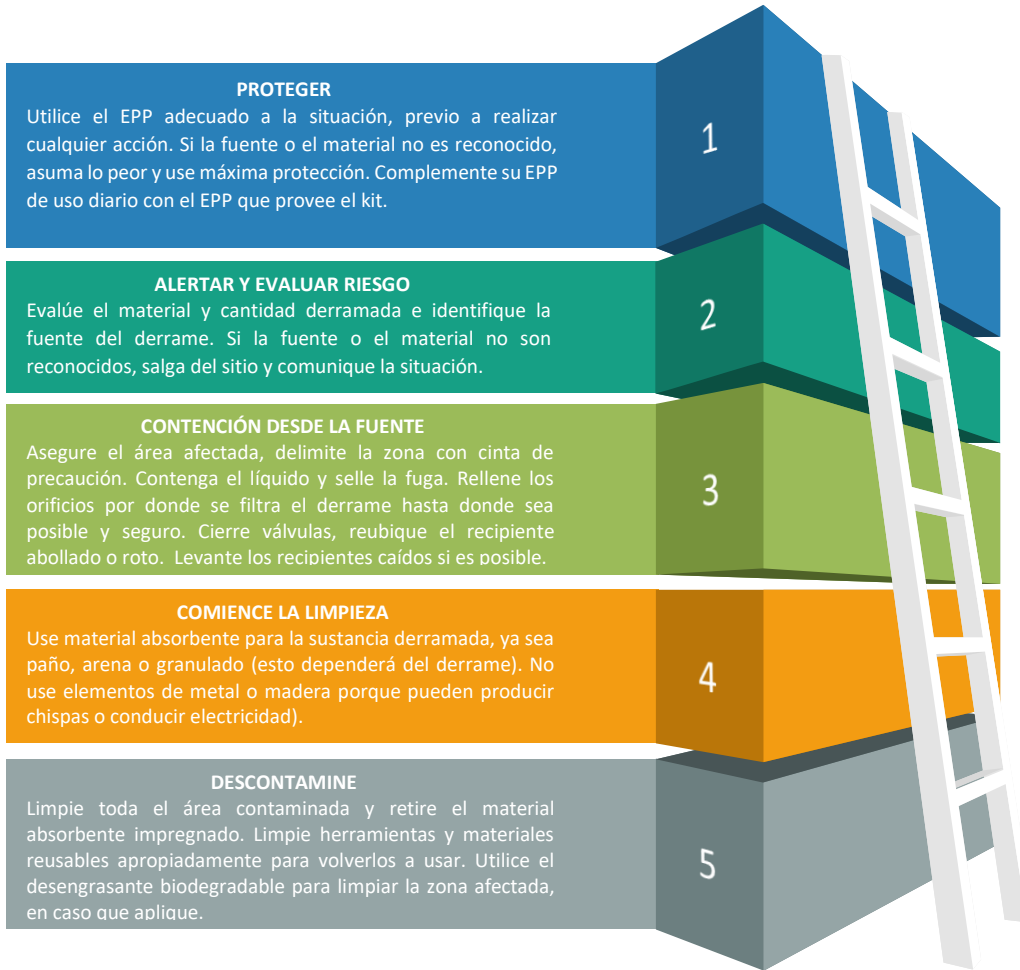 PROTEGER
Utilice el EPP adecuado a la situación, previo a realizar
cualquier acción. Si la fuente o el material no es reconocido,
asuma lo peor y use máxima protección. Complemente su EPP
de uso diario con el EPP que provee el kit.
1
ALERTAR Y EVALUAR RIESGO
Evalúe el material y cantidad derramada e identifique la
fuente del derrame. Si la fuente o el material no son
reconocidos, salga del sitio y comunique la situación.
2
CONTENCIÓN DESDE LA FUENTE
Asegure el área afectada, delimite la zona con cinta de
precaución. Contenga el líquido y selle la fuga. Rellene los
orificios por donde se filtra el derrame hasta donde sea
posible y seguro. Cierre válvulas, reubique el recipiente
abollado o roto. Levante los recipientes caídos si es posible.
3
COMIENCE LA LIMPIEZA
Use material absorbente para la sustancia derramada, ya sea
paño, arena o granulado (esto dependerá del derrame). No
use elementos de metal o madera porque pueden producir
chispas o conducir electricidad).
4
DESCONTAMINE
Limpie toda el área contaminada y retire el material
absorbente impregnado. Limpie herramientas y materiales
reusables apropiadamente para volverlos a usar. Utilice el
desengrasante biodegradable para limpiar la zona afectada,
en caso que aplique.
5